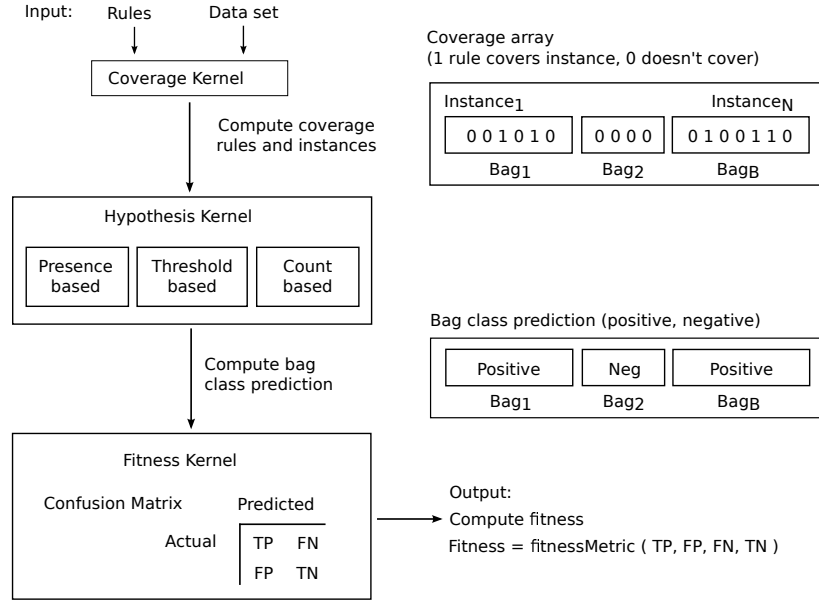 Input:
Rules
Data set
Coverage Kernel
Compute coverage
rules and instances
Hypothesis Kernel
Presence
based
Threshold
based
Count
based
Compute bag
class prediction
Fitness Kernel
Confusion Matrix
Predicted
Actual
TP FN
FP TN
Coverage array
(1 rule covers instance, 0 doesn't cover)
Instance1
InstanceN
0 0 1 0 1 0
0 0 0 0
0 1 0 0 1 1 0
Bag1
Bag2
BagB
Bag class prediction (positive, negative)
Positive
Neg
Positive
Bag1
Bag2
BagB
Output:
Compute fitness
Fitness = fitnessMetric ( TP, FP, FN, TN )